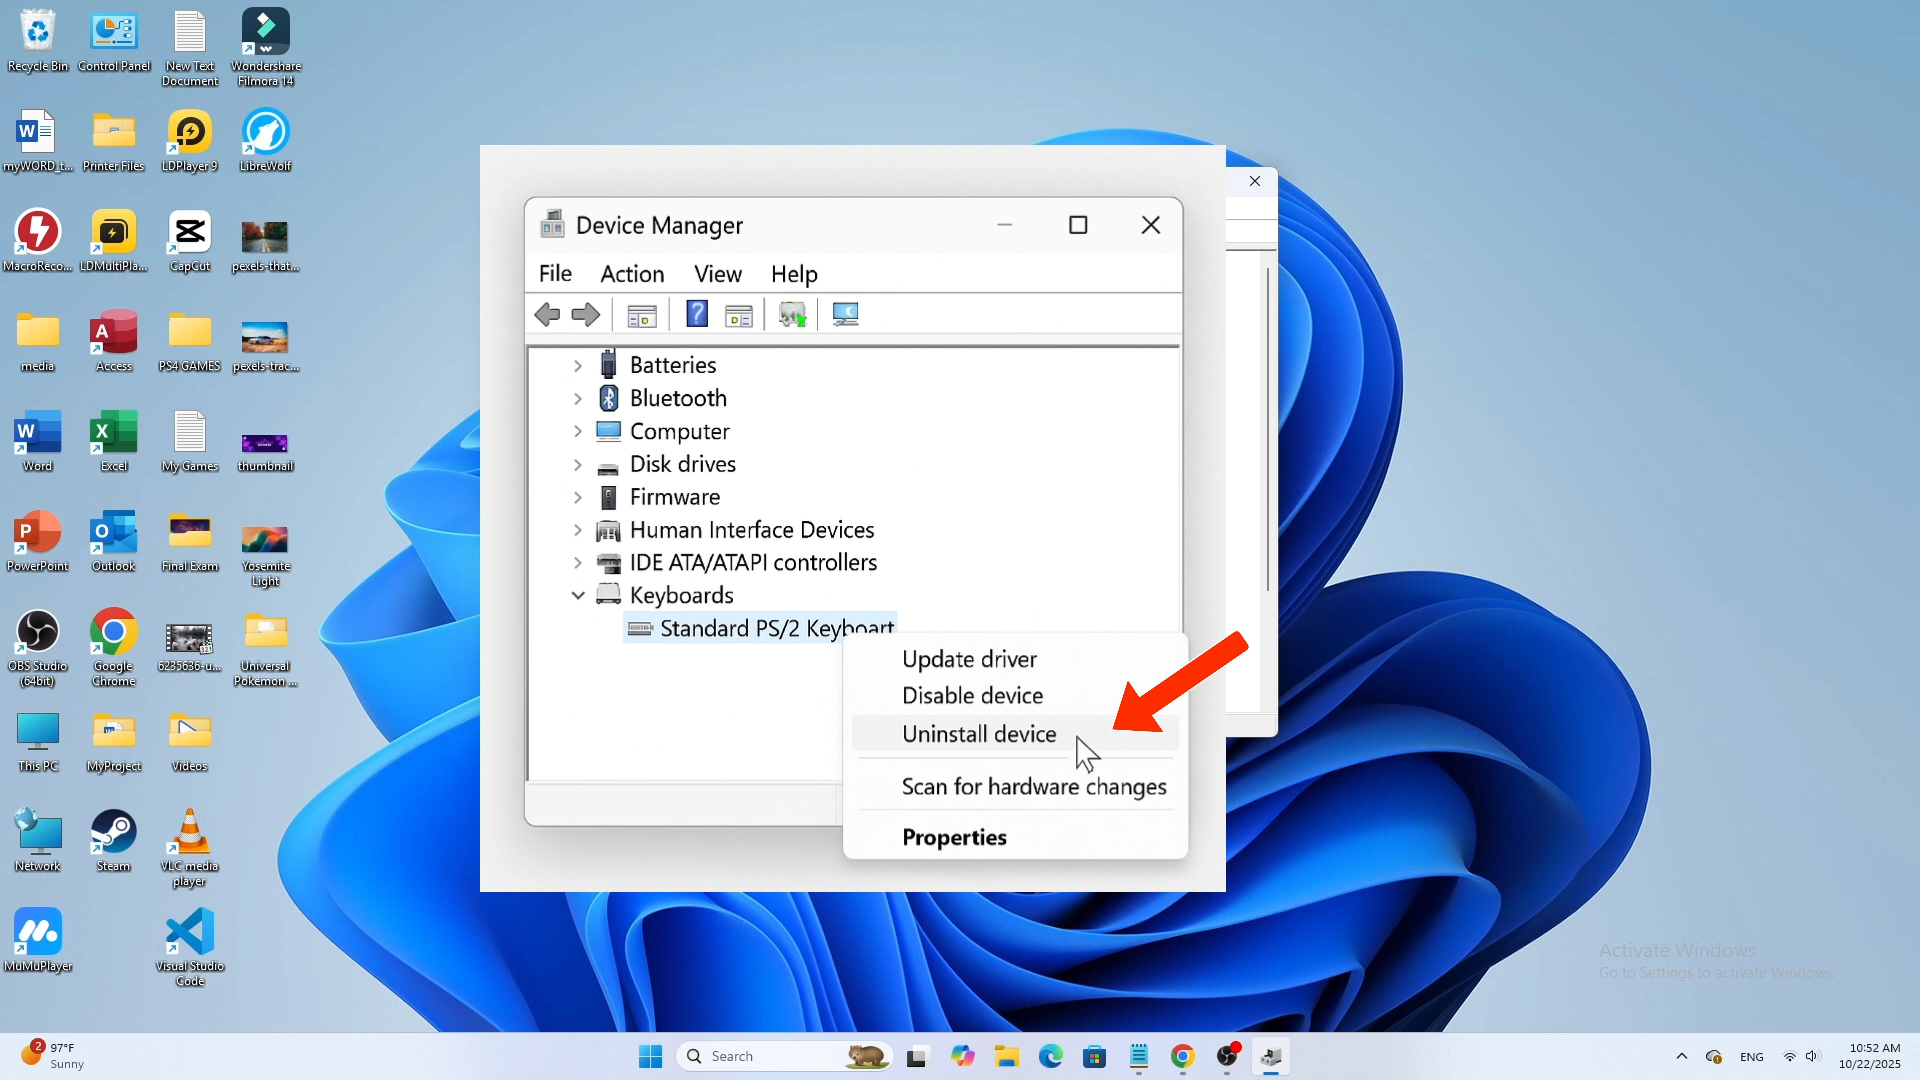 Recycle Bin
Control Panel
New Text
Document
Wondershare
Filmora 14
myWORD_t...
Printer Files
LDPlayer 9
LibreWolf
MacroReco...
LDMultiPla...
CapCut
pexels-that...
media
Access
PS4 GAMES
pexels-trac...
Word
Excel
My Games
thumbnail
PowerPoint
Outlook
Final Exam
Yosemite
Light
OBS Studio
(64bit)
Google
Chrome
6235636-u...
Universal
Pokemon ...
This PC
MyProject
Videos
Network
Steam
VLC media
player
MuMuPlayer
Visual Studio
Code
Device Manager
File Action View Help
Batteries
Bluetooth
Computer
Disk drives
Firmware
Human Interface Devices
IDE ATA/ATAPI controllers
Keyboards
Standard PS/2 Keyboart
Update driver
Disable device
Uninstall device
Scan for hardware changes
Properties
Activate Windows
Go to Settings to activate Windows.
2
97°F
Sunny
Search
ENG
10:52 AM
10/22/2025